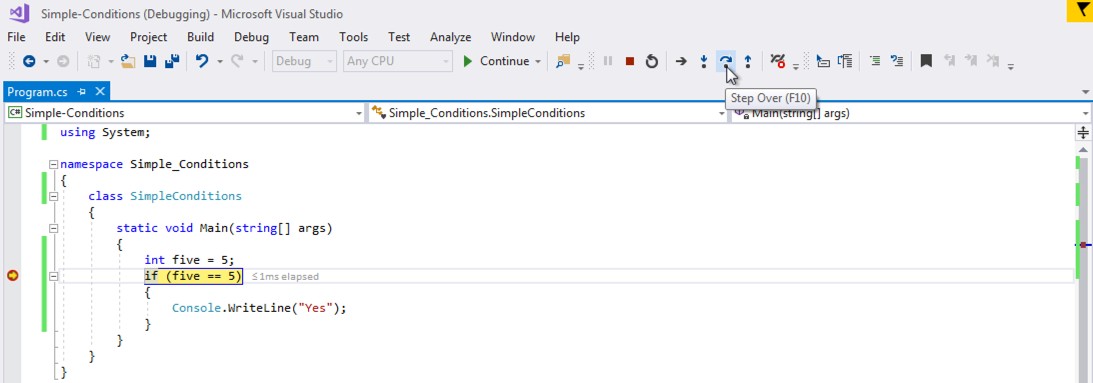 Simple-Conditions (Debugging) - Microsoft Visual Studio
File Edit View Project Build Debug Team Tools Test Analyze Window Help
Debug Any CPU Continue
Program.cs
Step Over (F10)
C# Simple-Conditions Simple_Conditions.SimpleConditions Main(string[] args)
using System;
namespace Simple_Conditions
{
class SimpleConditions
{
static void Main(string[] args)
{
int five = 5;
if (five == 5) ≤1ms elapsed
{
Console.WriteLine("Yes");
}
}
}
}